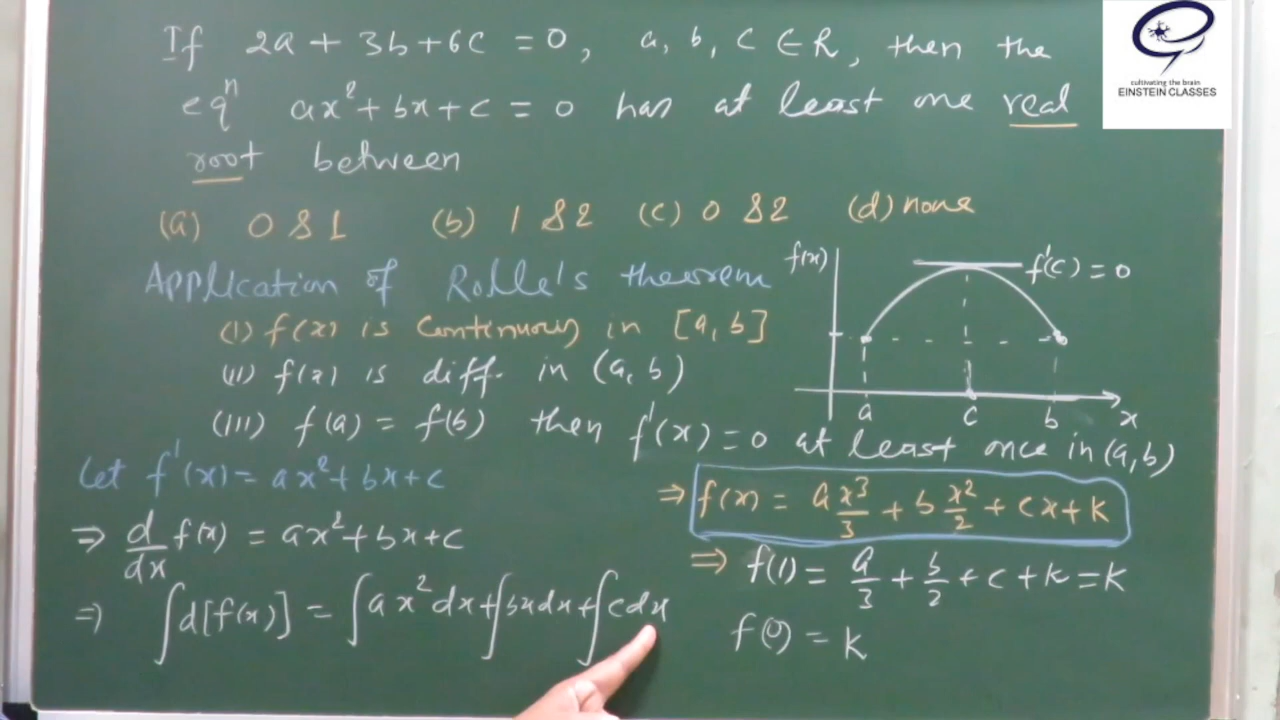 If 2a + 3b + 6c = 0, a, b, c ∈ R, then the
eqⁿ ax² + bx + c = 0 has at least one real
root between
(a) 0 & 1 (b) 1 & 2 (c) 0 & 2 (d) none
Application of Rolle's theorem
(i) f(x) is continuous in [a, b]
(ii) f(x) is diff. in (a, b)
(iii) f(a) = f(b) then f'(x) = 0 at least once in (a, b)
f(x)
f'(c) = 0
a c b x
Let f'(x) = ax² + bx + c
⇒ d/dx f(x) = ax² + bx + c
⇒ ∫d[f(x)] = ∫ax² dx + ∫bx dx + ∫c dx
⇒ f(x) = a x³/3 + b x²/2 + cx + k
⇒ f(1) = a/3 + b/2 + c + k = k
f(0) = k
cultivating the brain
EINSTEIN CLASSES